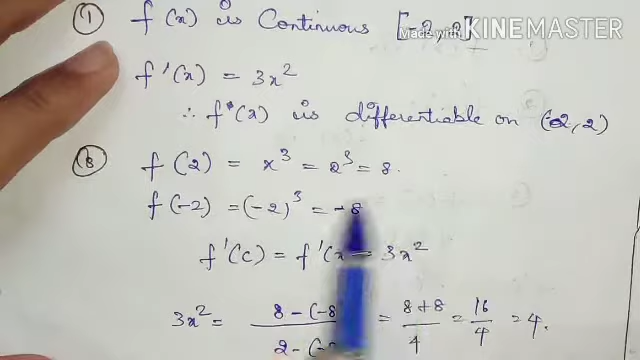 ① f(x) is Continuous [-2, 2]
Made with KINEMASTER
f'(x) = 3x²
∴ f'(x) is differentiable on (-2, 2)
③ f(2) = x³ = 2³ = 8.
f(-2) = (-2)³ = -8
f'(c) = f'(x = 3x²
3x² = 8 - (-8 / 2 - (- = 8+8 / 4 = 16 / 4 = 4.